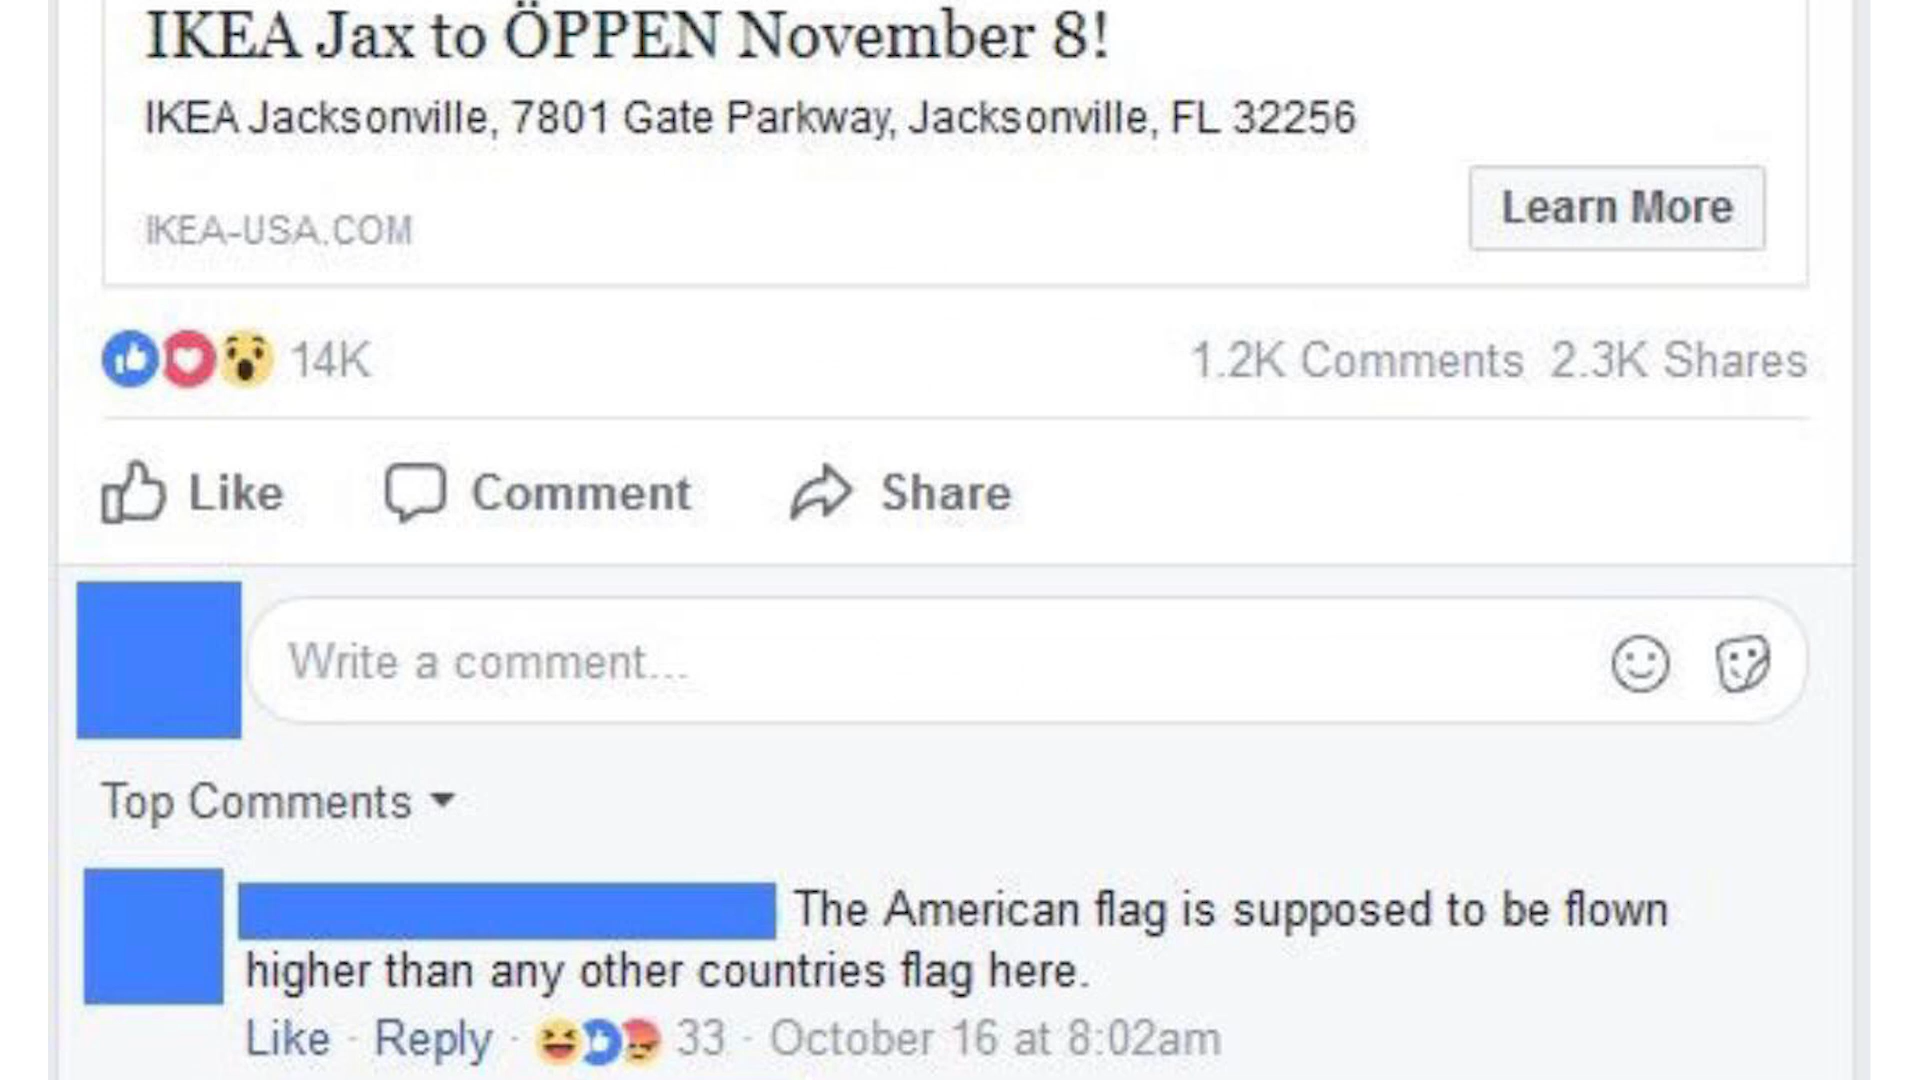 IKEA Jax to ÖPPEN November 8!
IKEA Jacksonville, 7801 Gate Parkway, Jacksonville, FL 32256
Learn More
IKEA-USA.COM
14K 1.2K Comments 2.3K Shares
Like Comment Share
Write a comment...
Top Comments
The American flag is supposed to be flown
higher than any other countries flag here.
Like · Reply · 33 · October 16 at 8:02am